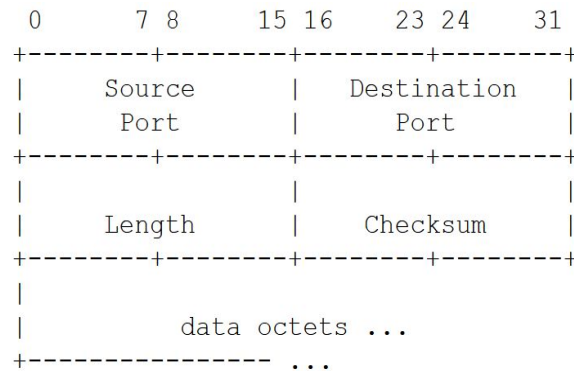 0 7 8 15 16 23 24 31
+--------+--------+--------+--------+
| Source | Destination |
| Port | Port |
+--------+--------+--------+--------+
| | |
| Length | Checksum |
+--------+--------+--------+--------+
|
| data octets ...
+---------------- ...